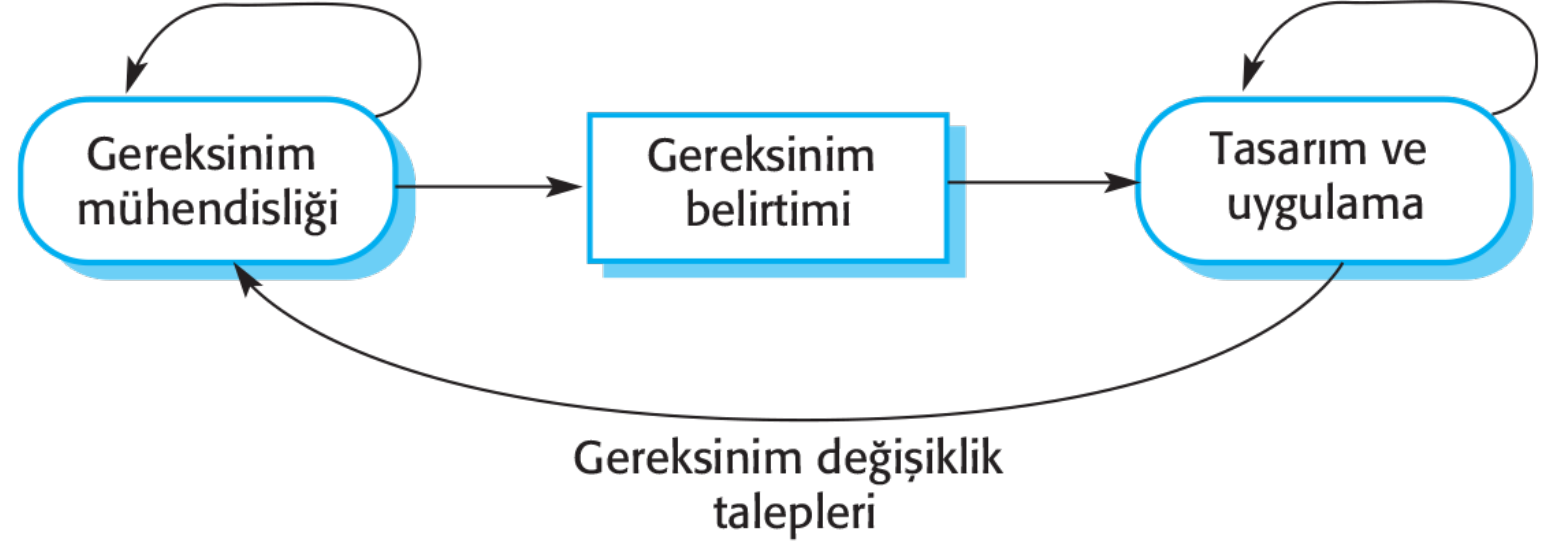 Gereksinim
mühendisliği
Gereksinim
belirtimi
Tasarım ve
uygulama
Gereksinim değişiklik
talepleri